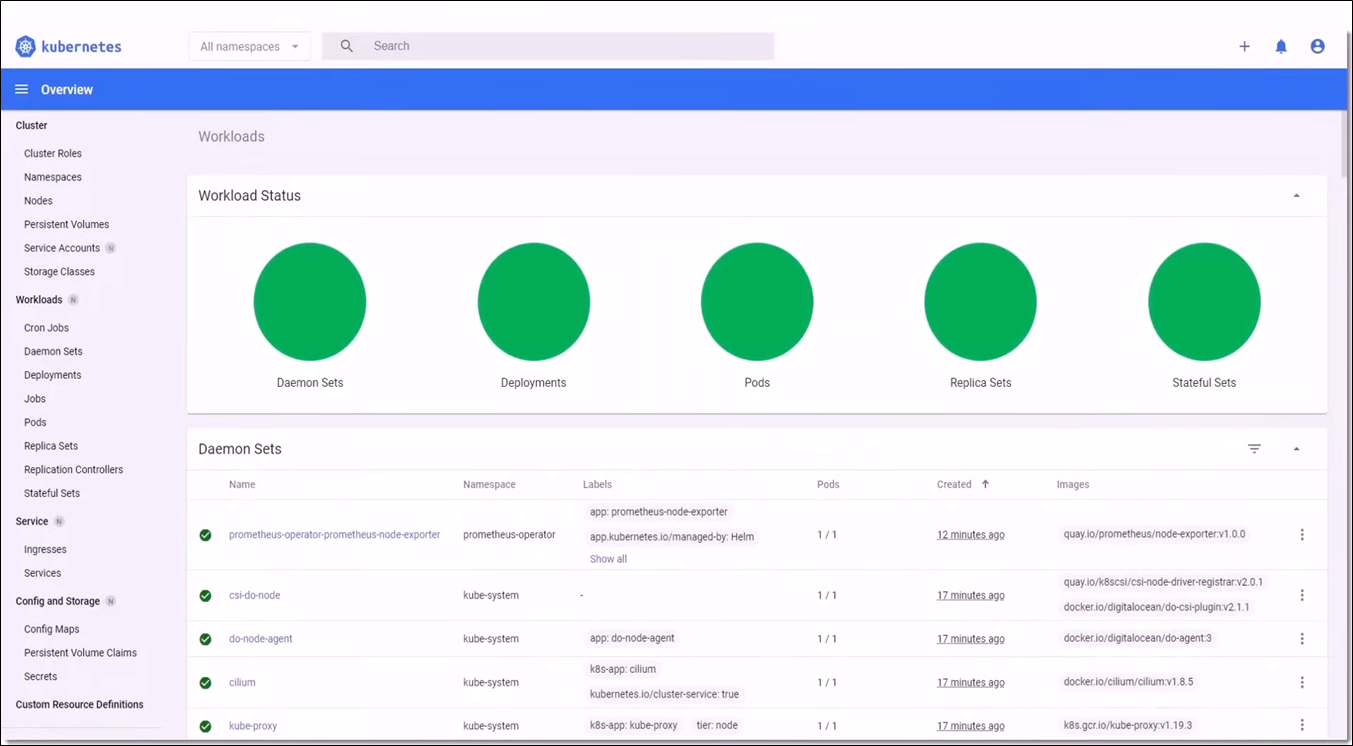 kubernetes
All namespaces
Search
Overview
Cluster
Cluster Roles
Namespaces
Nodes
Persistent Volumes
Service Accounts N
Storage Classes
Workloads N
Cron Jobs
Daemon Sets
Deployments
Jobs
Pods
Replica Sets
Replication Controllers
Stateful Sets
Service N
Ingresses
Services
Config and Storage N
Config Maps
Persistent Volume Claims
Secrets
Custom Resource Definitions
Workloads
Workload Status
Daemon Sets Deployments Pods Replica Sets Stateful Sets
Daemon Sets
Name Namespace Labels Pods Created Images
app: prometheus-node-exporter
prometheus-operator-prometheus-node-exporter prometheus-operator app.kubernetes.io/managed-by: Helm 1 / 1 12 minutes ago quay.io/prometheus/node-exporter:v1.0.0
Show all
quay.io/k8scsi/csi-node-driver-registrar:v2.0.1
csi-do-node kube-system - 1 / 1 17 minutes ago
docker.io/digitalocean/do-csi-plugin:v2.1.1
do-node-agent kube-system app: do-node-agent 1 / 1 17 minutes ago docker.io/digitalocean/do-agent:3
k8s-app: cilium
cilium kube-system 1 / 1 17 minutes ago docker.io/cilium/cilium:v1.8.5
kubernetes.io/cluster-service: true
kube-proxy kube-system k8s-app: kube-proxy tier: node 1 / 1 17 minutes ago k8s.gcr.io/kube-proxy:v1.19.3